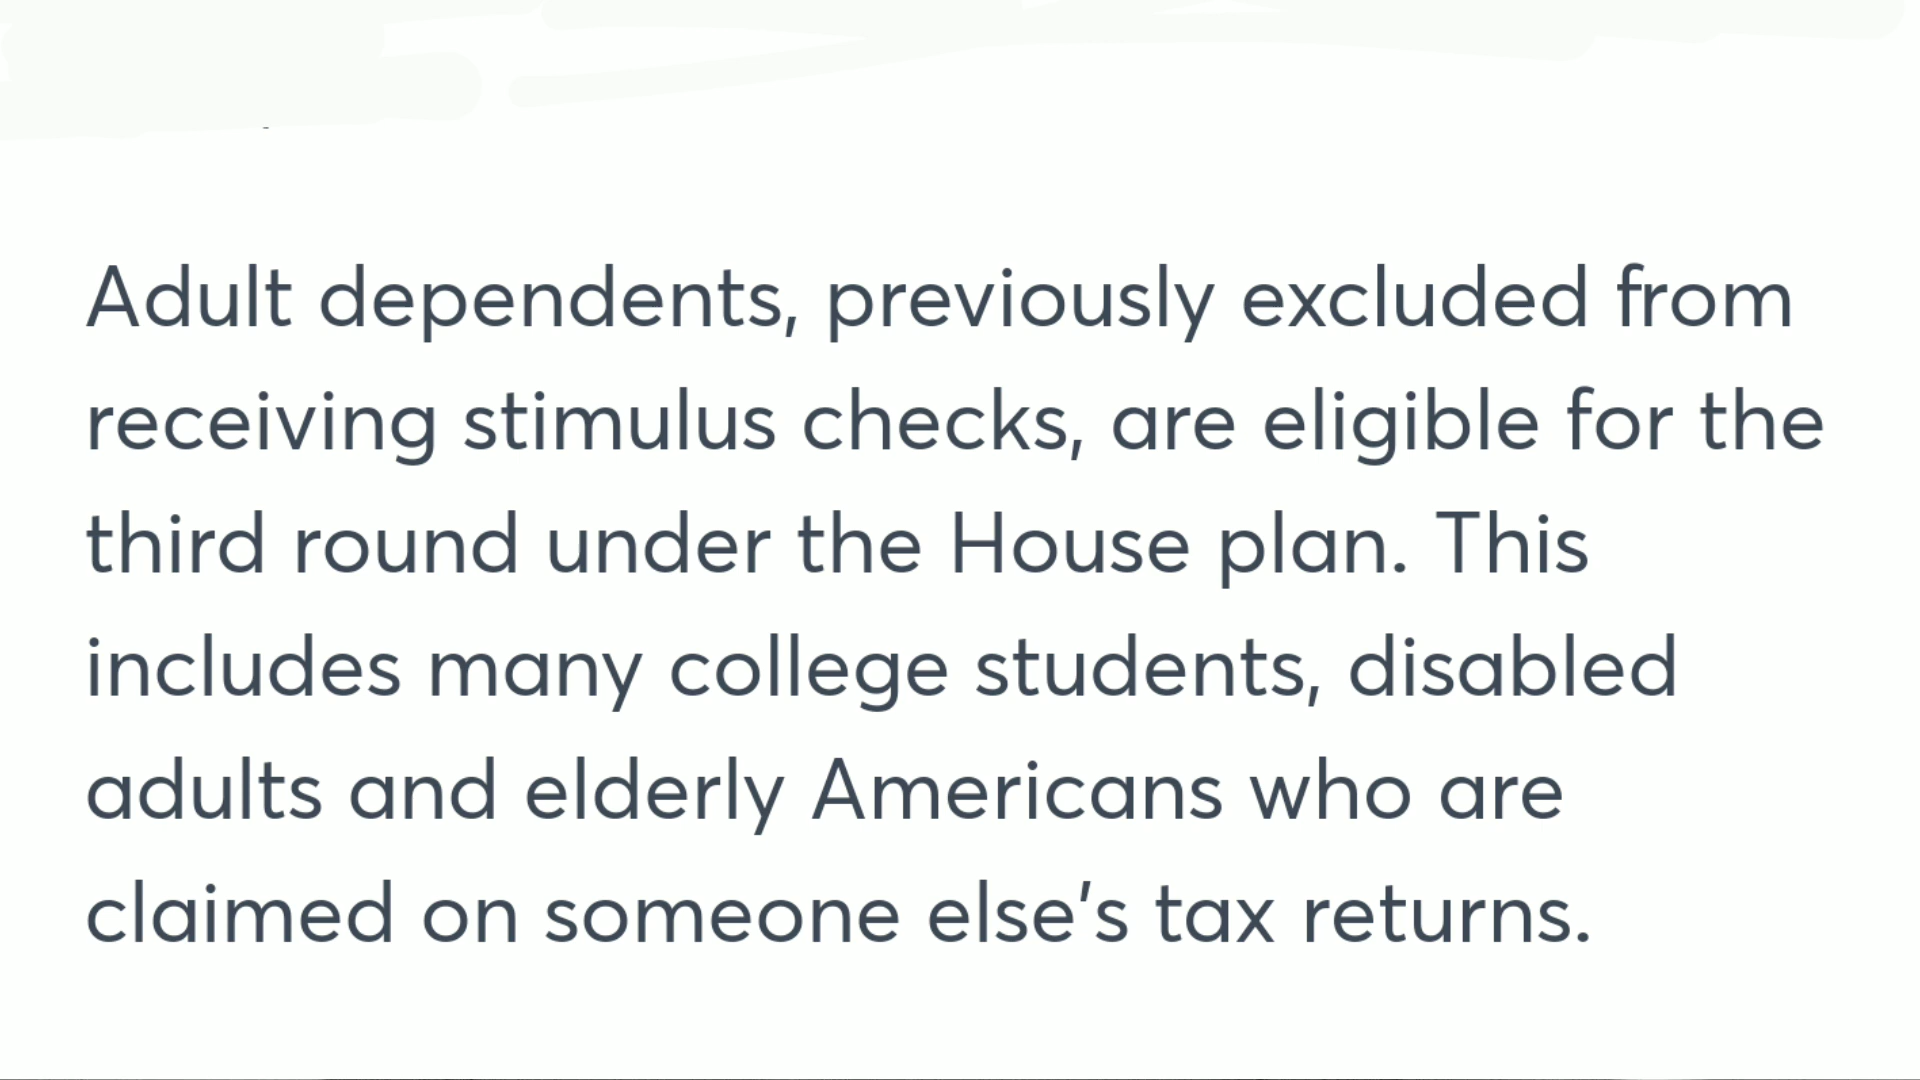 Adult dependents, previously excluded from
receiving stimulus checks, are eligible for the
third round under the House plan. This
includes many college students, disabled
adults and elderly Americans who are
claimed on someone else's tax returns.